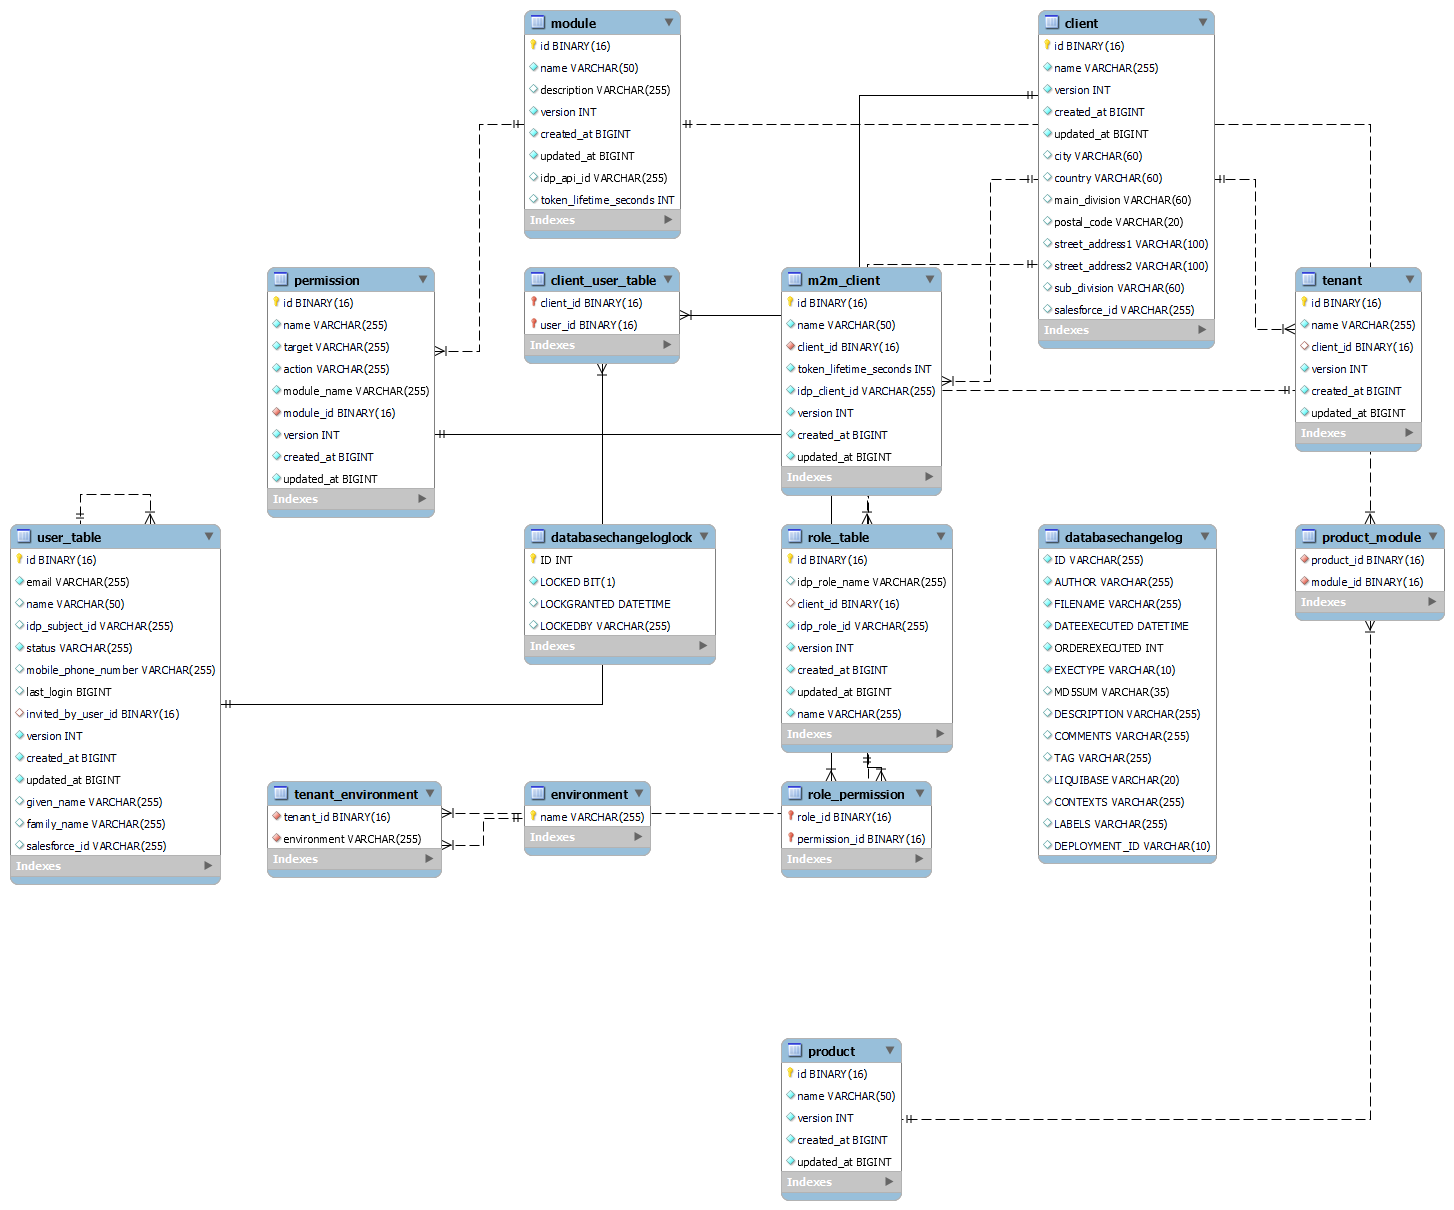 module
id BINARY(16)
name VARCHAR(50)
description VARCHAR(255)
version INT
created_at BIGINT
updated_at BIGINT
idp_api_id VARCHAR(255)
token_lifetime_seconds INT
Indexes
client
id BINARY(16)
name VARCHAR(255)
version INT
created_at BIGINT
updated_at BIGINT
city VARCHAR(60)
country VARCHAR(60)
main_division VARCHAR(60)
postal_code VARCHAR(20)
street_address1 VARCHAR(100)
street_address2 VARCHAR(100)
sub_division VARCHAR(60)
salesforce_id VARCHAR(255)
Indexes
permission
id BINARY(16)
name VARCHAR(255)
target VARCHAR(255)
action VARCHAR(255)
module_name VARCHAR(255)
module_id BINARY(16)
version INT
created_at BIGINT
updated_at BIGINT
Indexes
client_user_table
client_id BINARY(16)
user_id BINARY(16)
Indexes
m2m_client
id BINARY(16)
name VARCHAR(50)
client_id BINARY(16)
token_lifetime_seconds INT
idp_client_id VARCHAR(255)
version INT
created_at BIGINT
updated_at BIGINT
Indexes
tenant
id BINARY(16)
name VARCHAR(255)
client_id BINARY(16)
version INT
created_at BIGINT
updated_at BIGINT
Indexes
user_table
id BINARY(16)
email VARCHAR(255)
name VARCHAR(50)
idp_subject_id VARCHAR(255)
status VARCHAR(255)
mobile_phone_number VARCHAR(255)
last_login BIGINT
invited_by_user_id BINARY(16)
version INT
created_at BIGINT
updated_at BIGINT
given_name VARCHAR(255)
family_name VARCHAR(255)
salesforce_id VARCHAR(255)
Indexes
databasechangeloglock
ID INT
LOCKED BIT(1)
LOCKGRANTED DATETIME
LOCKEDBY VARCHAR(255)
Indexes
role_table
id BINARY(16)
idp_role_name VARCHAR(255)
client_id BINARY(16)
idp_role_id VARCHAR(255)
version INT
created_at BIGINT
updated_at BIGINT
name VARCHAR(255)
Indexes
databasechangelog
ID VARCHAR(255)
AUTHOR VARCHAR(255)
FILENAME VARCHAR(255)
DATEEXECUTED DATETIME
ORDEREXECUTED INT
EXECTYPE VARCHAR(10)
MD5SUM VARCHAR(35)
DESCRIPTION VARCHAR(255)
COMMENTS VARCHAR(255)
TAG VARCHAR(255)
LIQUIBASE VARCHAR(20)
CONTEXTS VARCHAR(255)
LABELS VARCHAR(255)
DEPLOYMENT_ID VARCHAR(10)
product_module
product_id BINARY(16)
module_id BINARY(16)
Indexes
tenant_environment
tenant_id BINARY(16)
environment VARCHAR(255)
Indexes
environment
name VARCHAR(255)
Indexes
role_permission
role_id BINARY(16)
permission_id BINARY(16)
Indexes
product
id BINARY(16)
name VARCHAR(50)
version INT
created_at BIGINT
updated_at BIGINT
Indexes